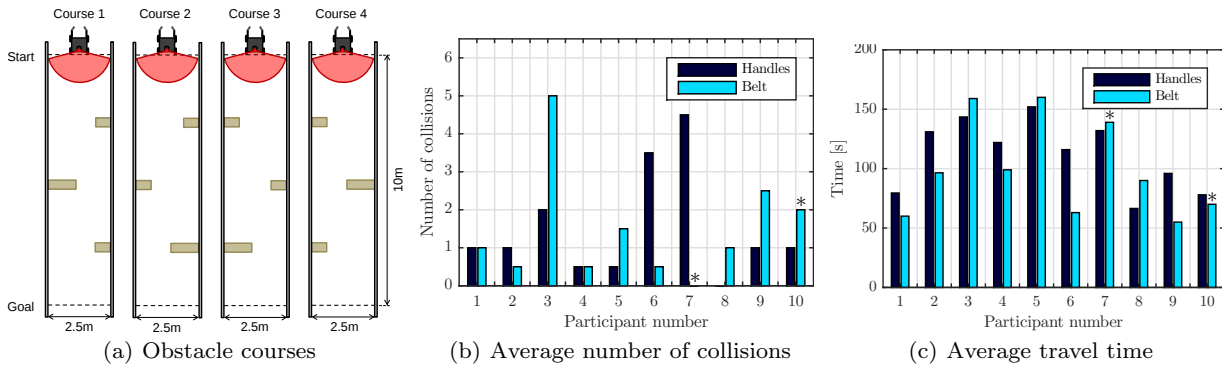 Course 1 Course 2 Course 3 Course 4
Start
Goal
10m
2.5m 2.5m 2.5m 2.5m
(a) Obstacle courses
Number of collisions
6
5
4
3
2
1
0
Handles
Belt
*
*
1 2 3 4 5 6 7 8 9 10
Participant number
(b) Average number of collisions
Time [s]
200
150
100
50
0
Handles
Belt
*
*
1 2 3 4 5 6 7 8 9 10
Participant number
(c) Average travel time